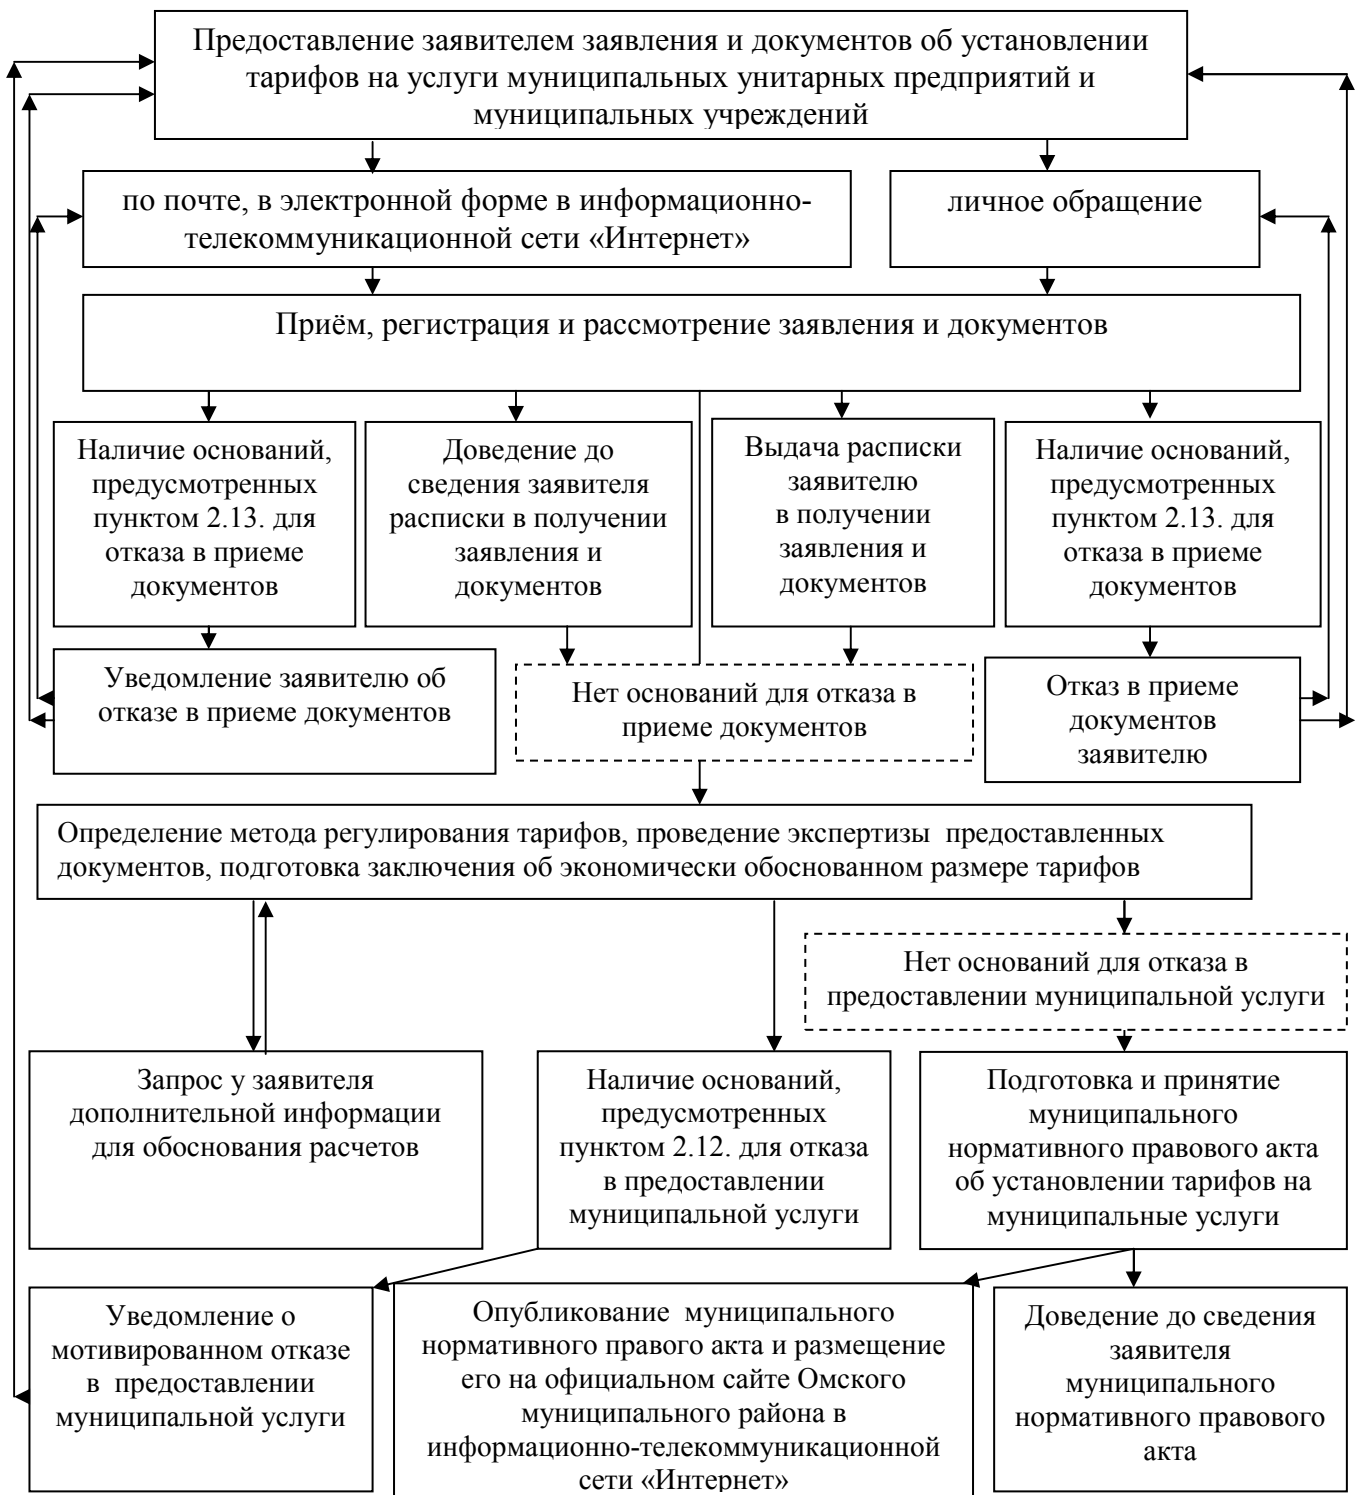 Предоставление заявителем заявления и документов об установлении
тарифов на услуги муниципальных унитарных предприятий и
муниципальных учреждений
по почте, в электронной форме в информационно-
телекоммуникационной сети «Интернет»
личное обращение
Приём, регистрация и рассмотрение заявления и документов
Наличие оснований,
предусмотренных
пунктом 2.13. для
отказа в приеме
документов
Доведение до
сведения заявителя
расписки в получении
заявления и
документов
Выдача расписки
заявителю
в получении
заявления и
документов
Наличие оснований,
предусмотренных
пунктом 2.13. для
отказа в приеме
документов
Уведомление заявителю об
отказе в приеме документов
Нет оснований для отказа в
приеме документов
Отказ в приеме
документов
заявителю
Определение метода регулирования тарифов, проведение экспертизы предоставленных
документов, подготовка заключения об экономически обоснованном размере тарифов
Нет оснований для отказа в
предоставлении муниципальной услуги
Запрос у заявителя
дополнительной информации
для обоснования расчетов
Наличие оснований,
предусмотренных
пунктом 2.12. для отказа
в предоставлении
муниципальной услуги
Подготовка и принятие
муниципального
нормативного правового акта
об установлении тарифов на
муниципальные услуги
Уведомление о
мотивированном отказе
в предоставлении
муниципальной услуги
Опубликование муниципального
нормативного правого акта и размещение
его на официальном сайте Омского
муниципального района в
информационно-телекоммуникационной
сети «Интернет»
Доведение до сведения
заявителя
муниципального
нормативного правового
акта